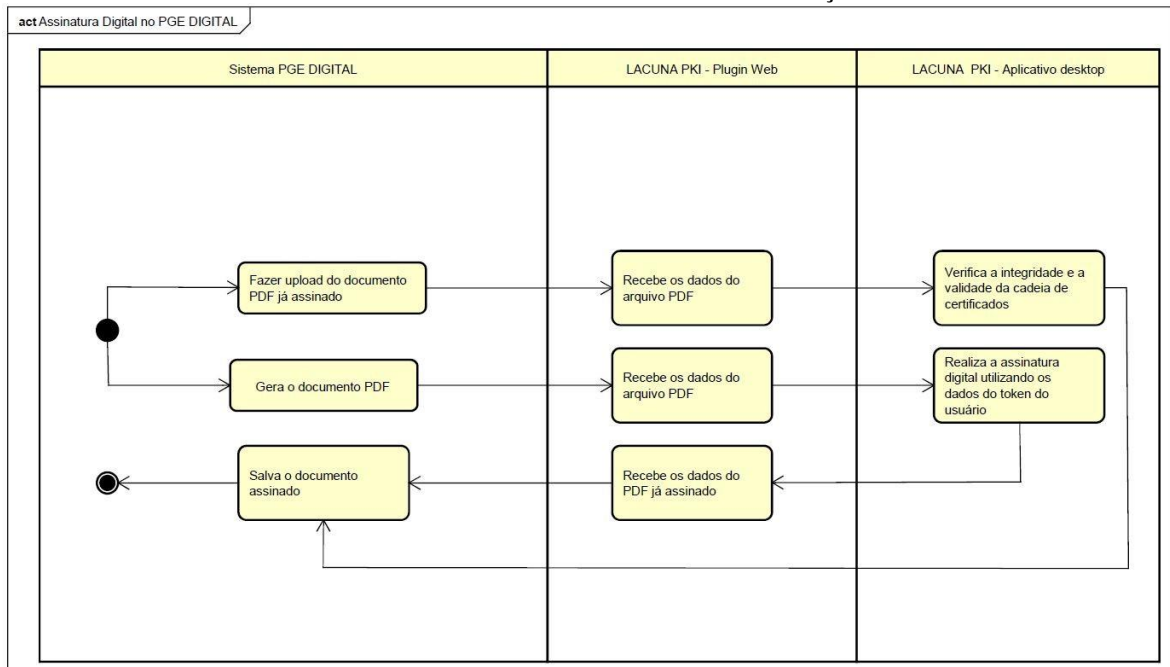 act Assinatura Digital no PGE DIGITAL
Sistema PGE DIGITAL
LACUNA PKI - Plugin Web
LACUNA PKI - Aplicativo desktop
Fazer upload do documento
PDF já assinado
Recebe os dados do
arquivo PDF
Verifica a integridade e a
validade da cadeia de
certificados
Gera o documento PDF
Recebe os dados do
arquivo PDF
Realiza a assinatura
digital utilizando os
dados do token do
usuário
Salva o documento
assinado
Recebe os dados do
PDF já assinado